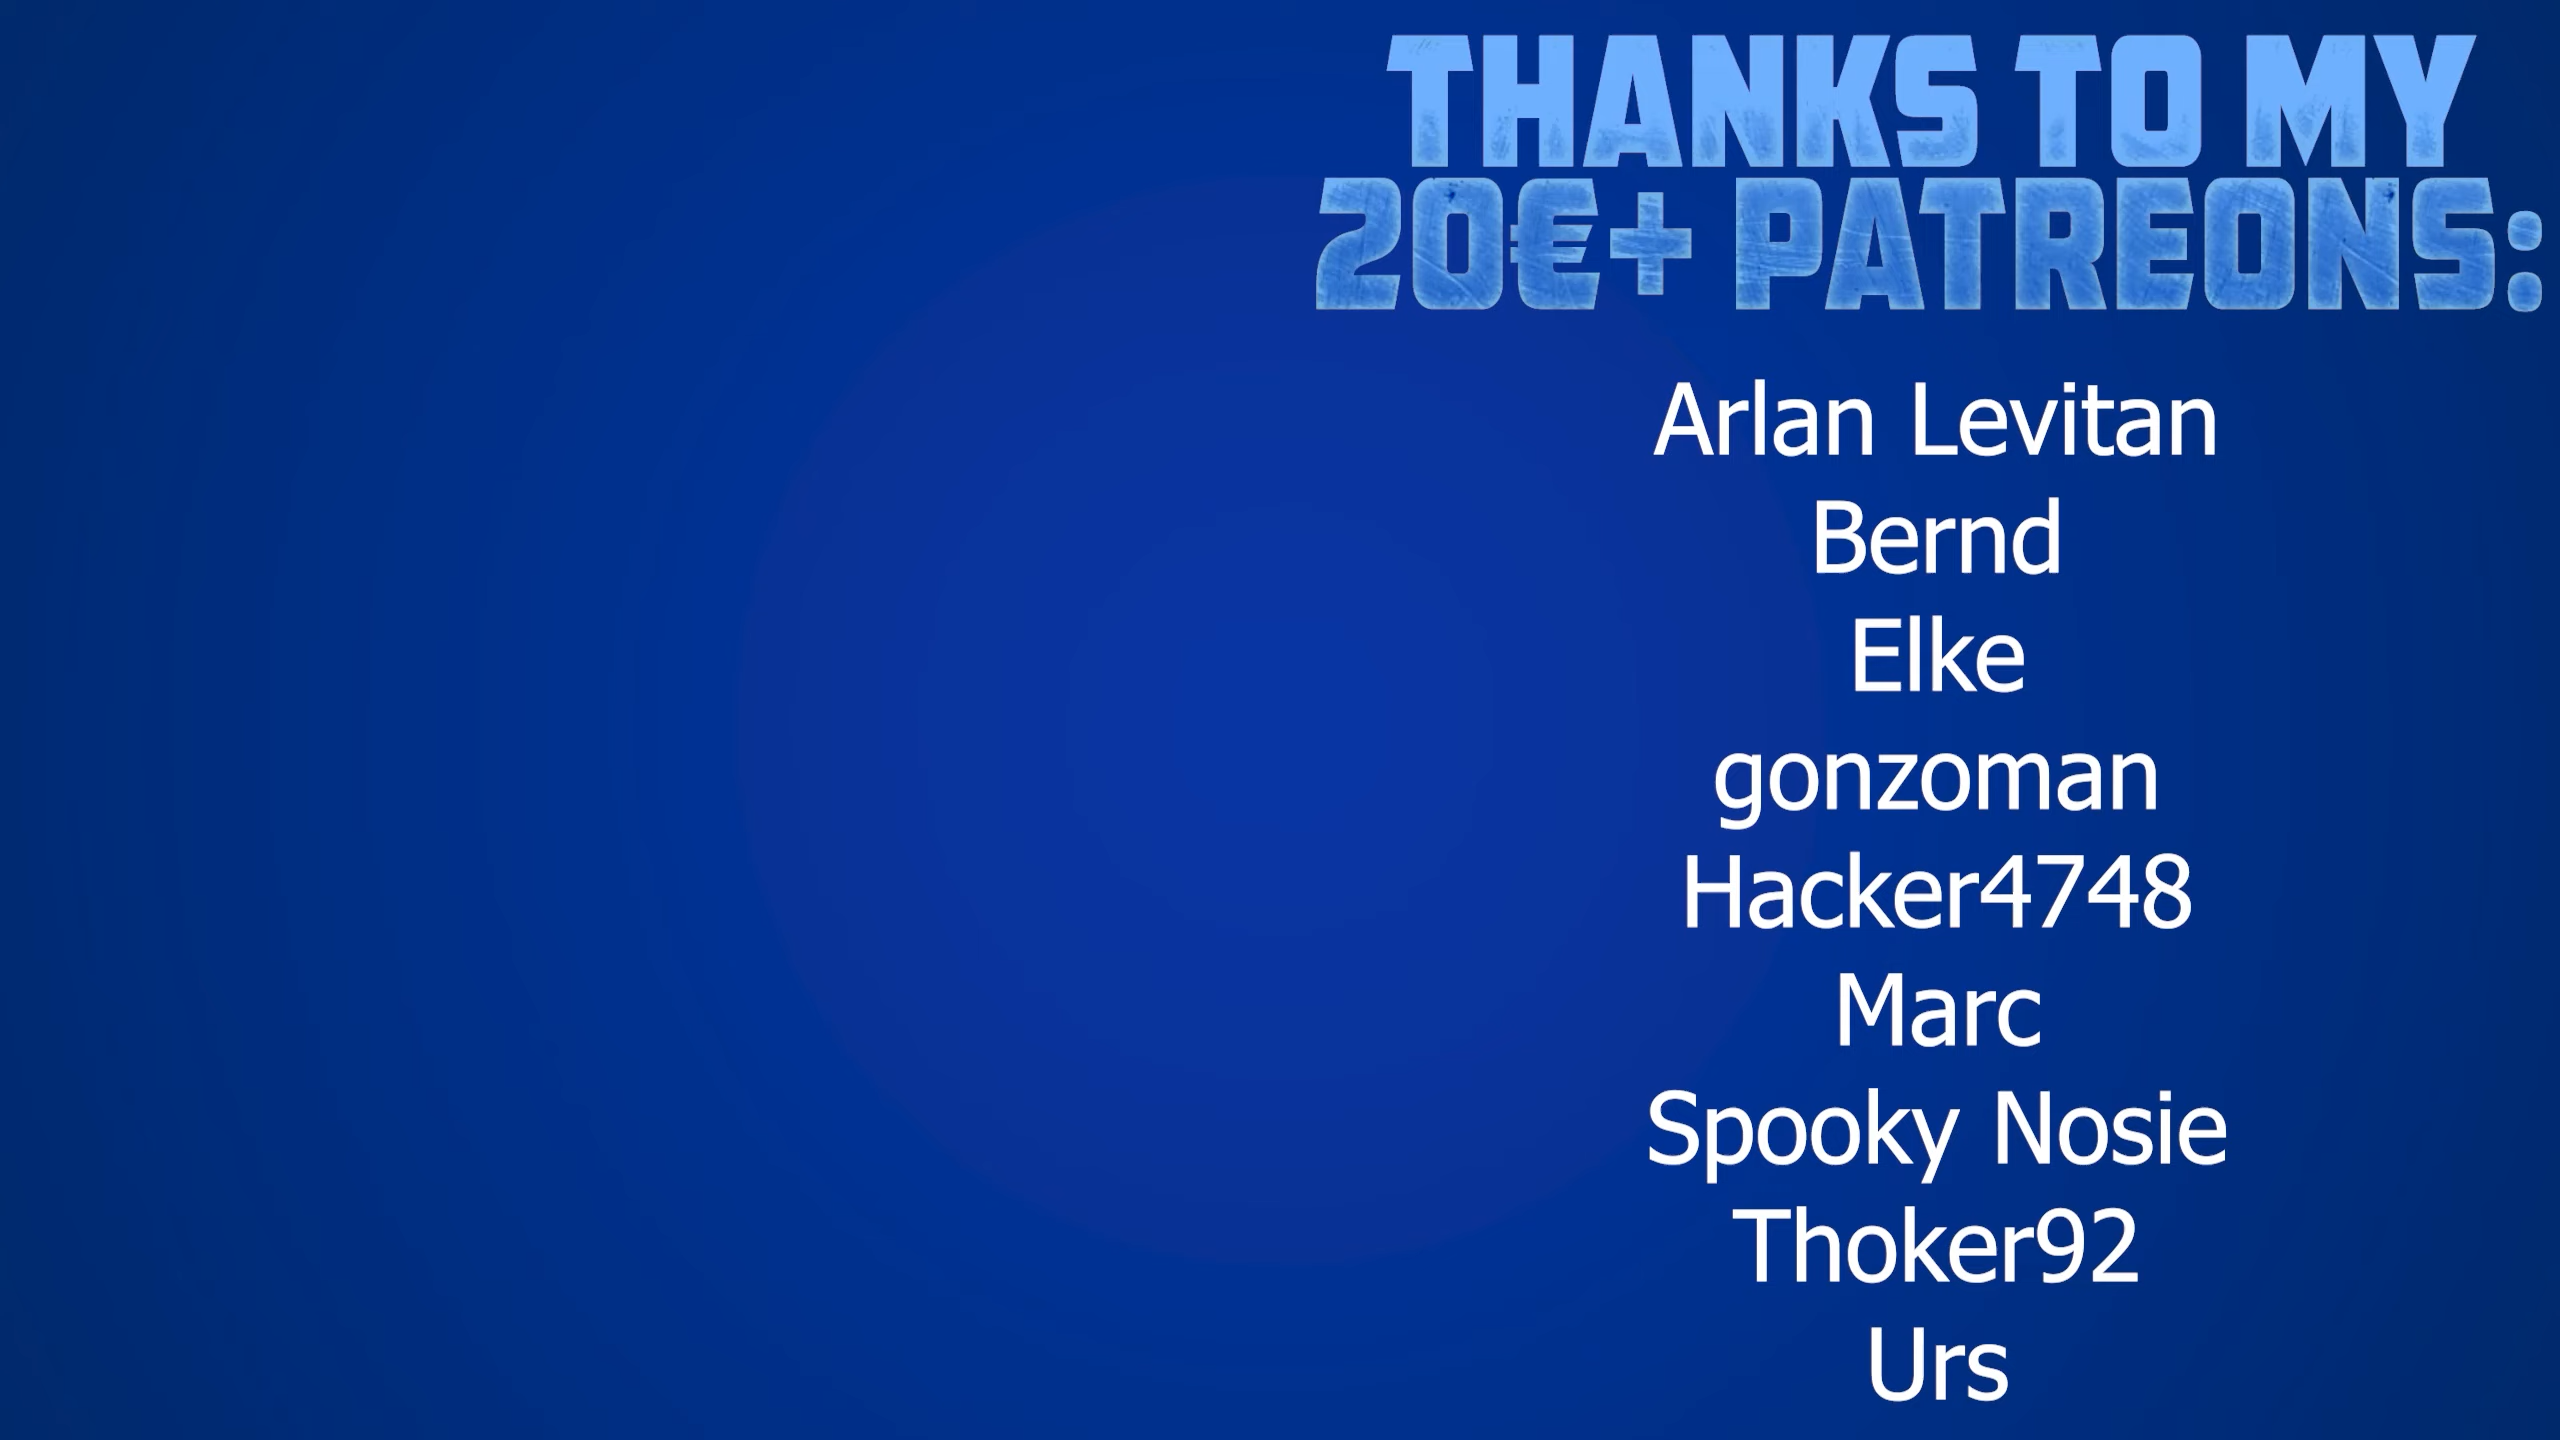 THANKS TO MY
20€+ PATREONS:
Arlan Levitan
Bernd
Elke
gonzoman
Hacker4748
Marc
Spooky Nosie
Thoker92
Urs